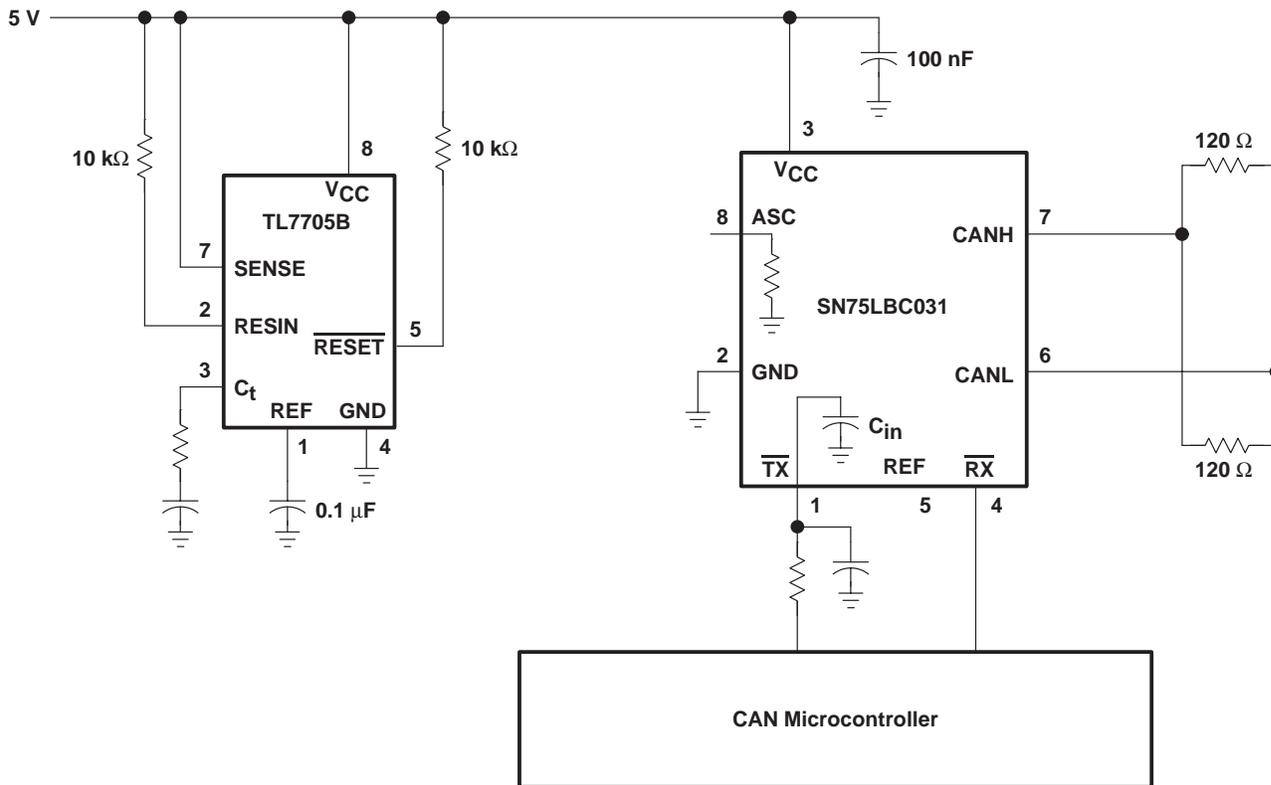 5 V
100 nF
3
120 Ω
10 kΩ
8
10 kΩ
VCC
VCC
TL7705B
8
ASC
7
CANH
7
SENSE
SN75LBC031
2
RESIN
5
RESET
2
GND
6
CANL
3
Ct
REF
GND
Cin
1
4
TX
REF
RX
120 Ω
0.1 μF
1
5
4
CAN Microcontroller